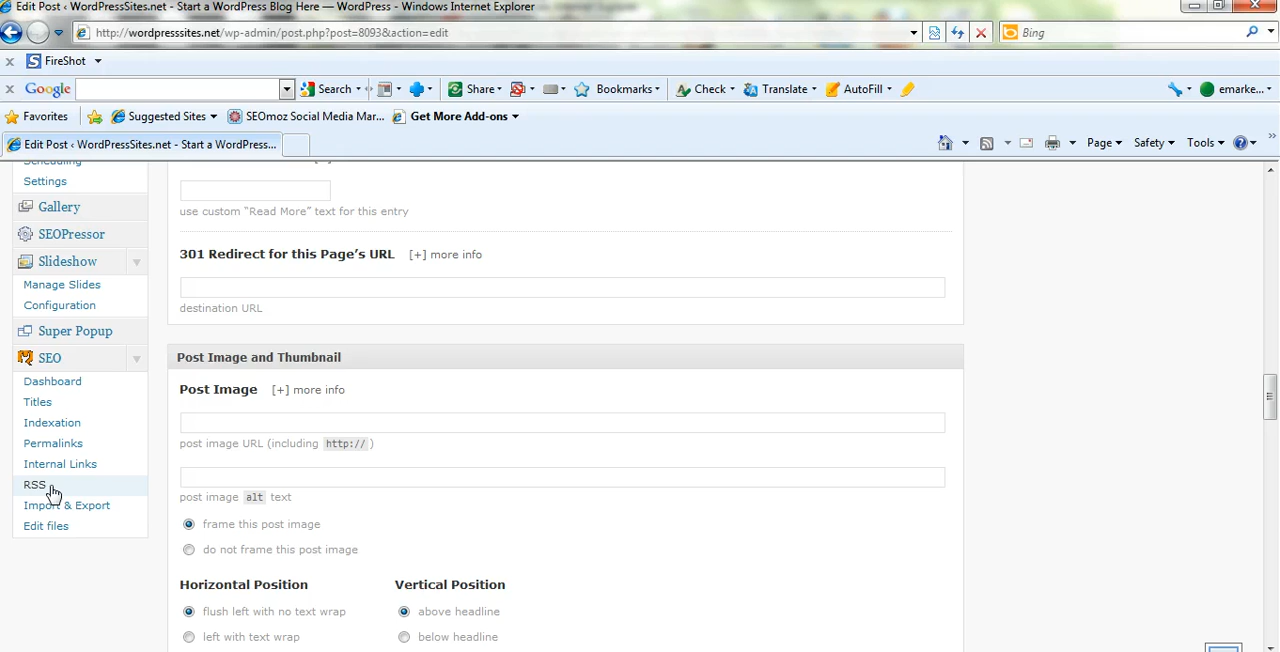 Edit Post ‹ WordPressSites.net - Start a WordPress Blog Here — WordPress - Windows Internet Explorer
http://wordpresssites.net/wp-admin/post.php?post=8093&action=edit
Bing
x FireShot
x Google Search Share Bookmarks Check Translate AutoFill emarke...
Favorites Suggested Sites SEOmoz Social Media Mar... Get More Add-ons
Edit Post ‹ WordPressSites.net - Start a WordPress... Page Safety Tools
Scheduling
Settings
Gallery
SEOPressor
Slideshow
Manage Slides
Configuration
Super Popup
SEO
Dashboard
Titles
Indexation
Permalinks
Internal Links
RSS
Import & Export
Edit files
use custom “Read More” text for this entry
301 Redirect for this Page’s URL [+] more info
destination URL
Post Image and Thumbnail
Post Image [+] more info
post image URL (including http:// )
post image alt text
frame this post image
do not frame this post image
Horizontal Position Vertical Position
flush left with no text wrap above headline
left with text wrap below headline